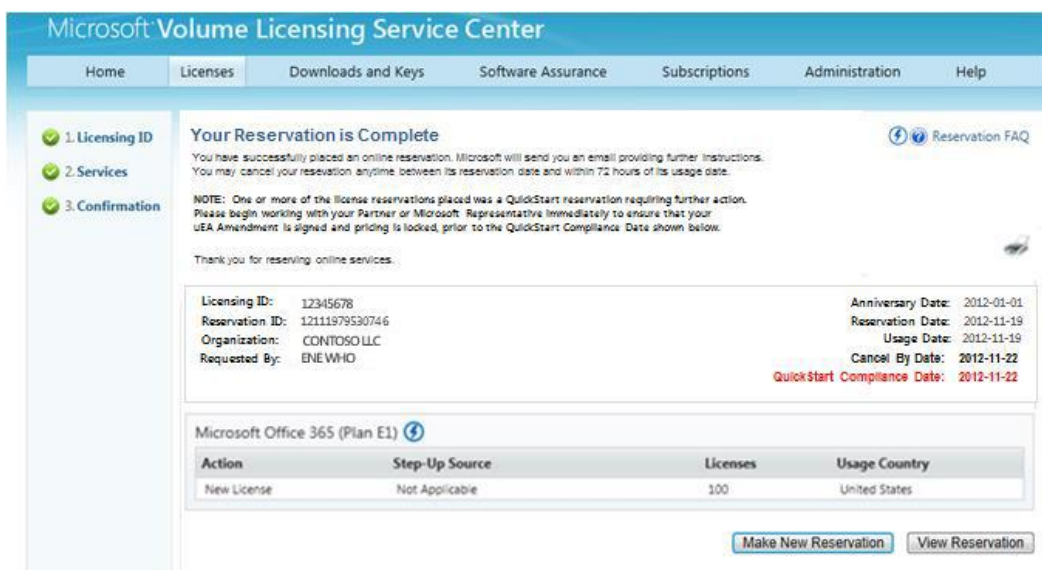 Microsoft Volume Licensing Service Center
Home Licenses Downloads and Keys Software Assurance Subscriptions Administration Help
1. Licensing ID
2. Services
3. Confirmation
Your Reservation is Complete
Reservation FAQ
You have successfully placed an online reservation. Microsoft will send you an email providing further instructions.
You may cancel your resevation anytime between its reservation date and within 72 hours of its usage date.
NOTE: One or more of the license reservations placed was a QuickStart reservation requiring further action.
Please begin working with your Partner or Microsoft Representative immediately to ensure that your
uEA Amendment is signed and pricing is locked, prior to the QuickStart Compliance Date shown below.
Thank you for reserving online services.
Licensing ID: 12345678
Reservation ID: 12111979530746
Organization: CONTOSO LLC
Requested By: ENE WHO
Anniversary Date: 2012-01-01
Reservation Date: 2012-11-19
Usage Date: 2012-11-19
Cancel By Date: 2012-11-22
QuickStart Compliance Date: 2012-11-22
Microsoft Office 365 (Plan E1)
Action Step-Up Source Licenses Usage Country
New License Not Applicable 100 United States
Make New Reservation View Reservation